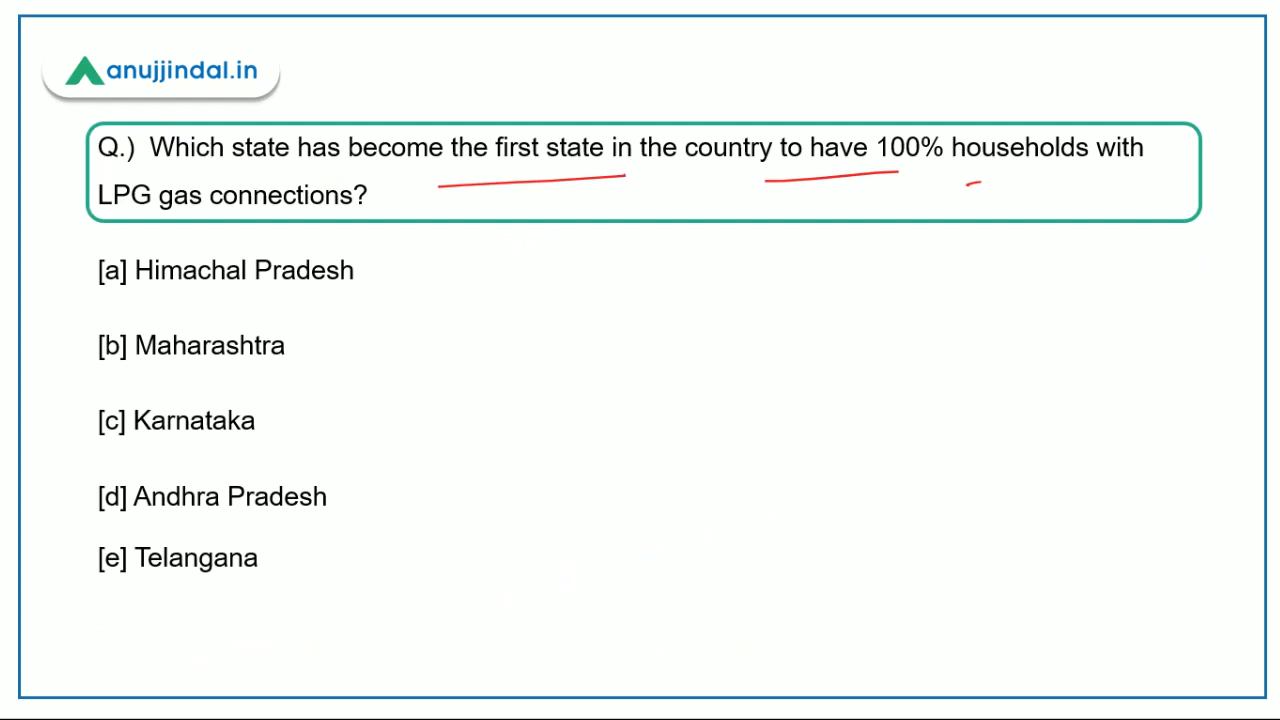 anujjindal.in
Q.) Which state has become the first state in the country to have 100% households with
LPG gas connections?
[a] Himachal Pradesh
[b] Maharashtra
[c] Karnataka
[d] Andhra Pradesh
[e] Telangana